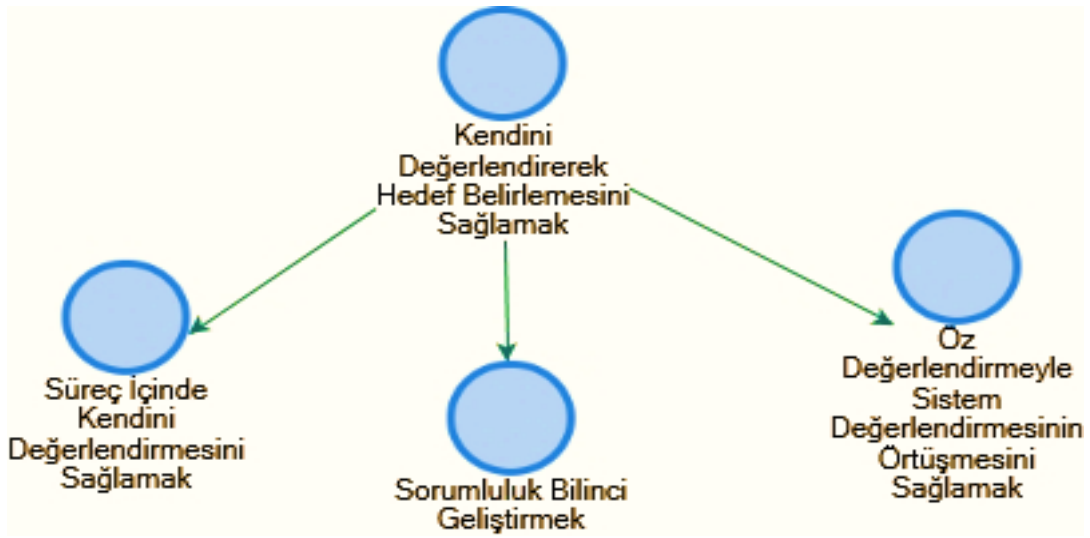 Kendini
Değerlendirerek
Hedef Belirlemesini
Sağlamak
Süreç İçinde
Kendini
Değerlendirmesini
Sağlamak
Sorumluluk Bilinci
Geliştirmek
Öz
Değerlendirmeyle
Sistem
Değerlendirmesinin
Örtüşmesini
Sağlamak